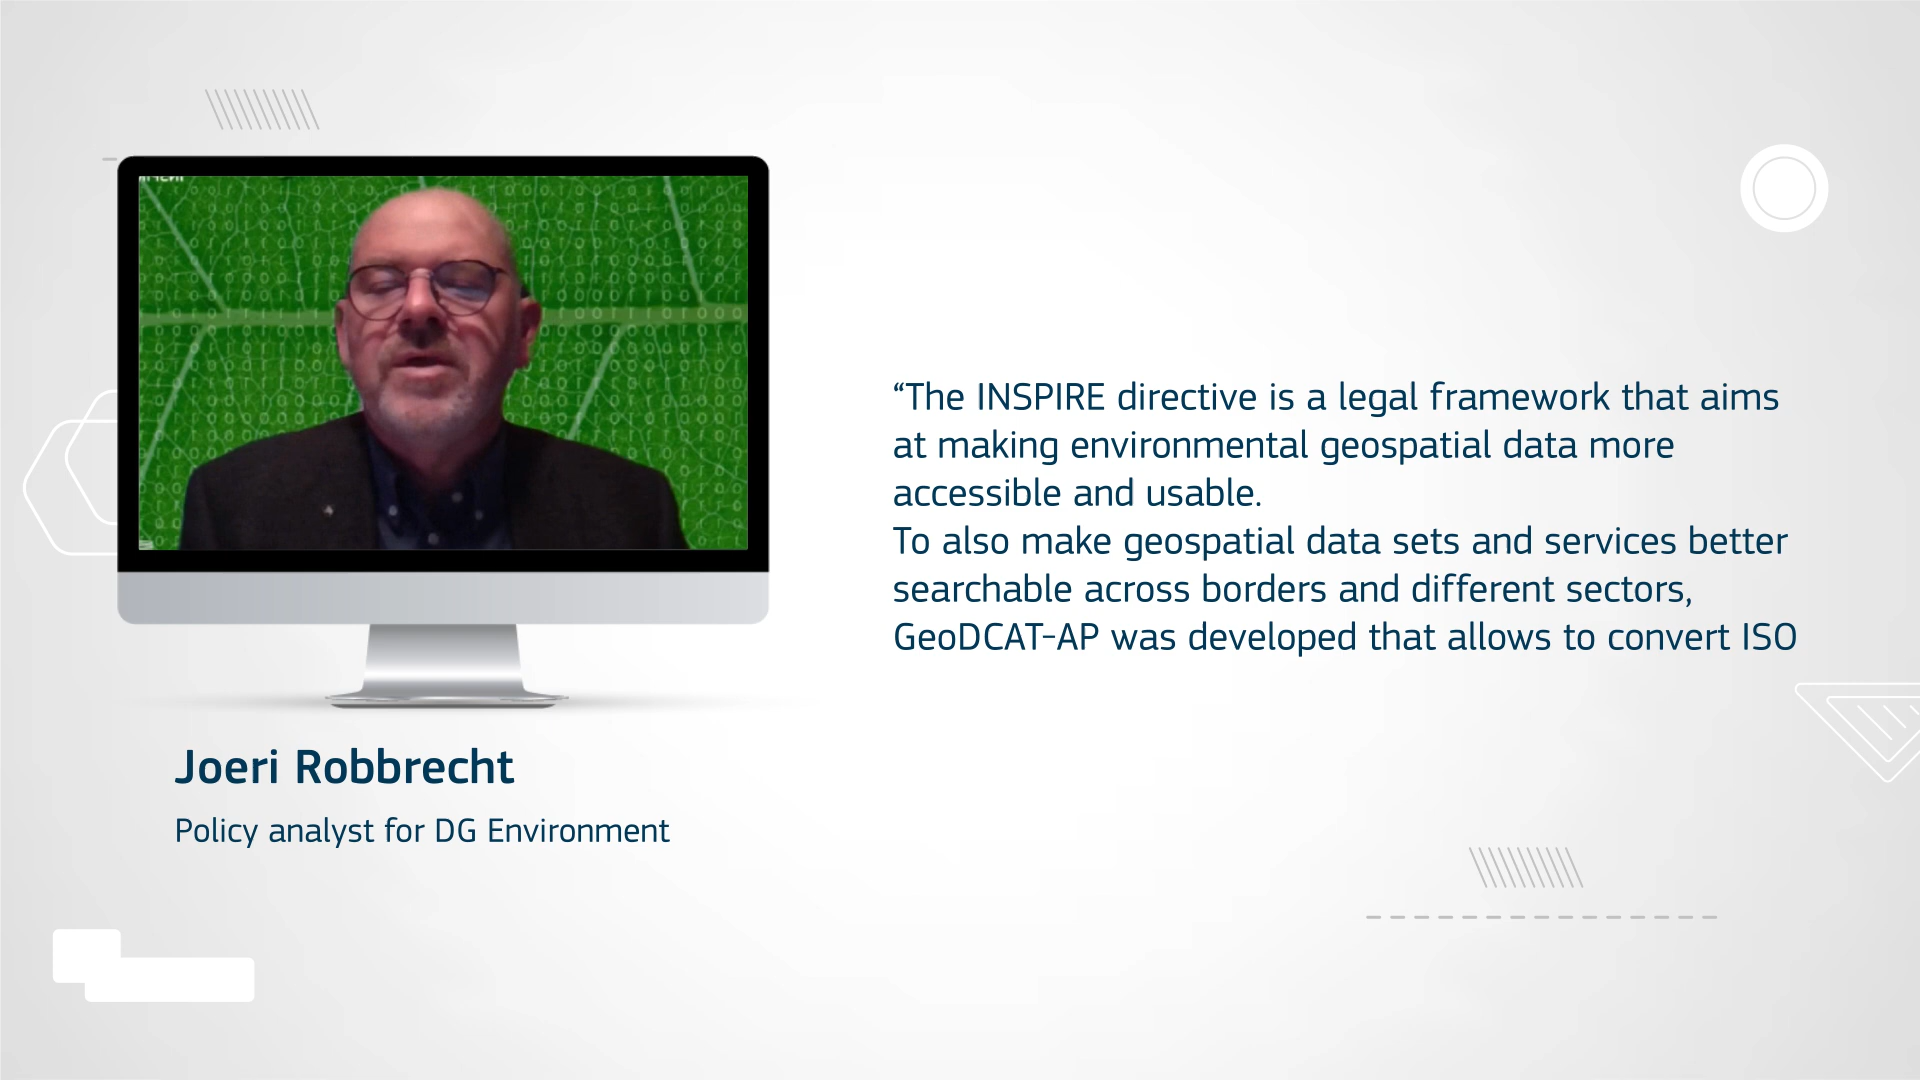 “The INSPIRE directive is a legal framework that aims
at making environmental geospatial data more
accessible and usable.
To also make geospatial data sets and services better
searchable across borders and different sectors,
GeoDCAT-AP was developed that allows to convert ISO
Joeri Robbrecht
Policy analyst for DG Environment